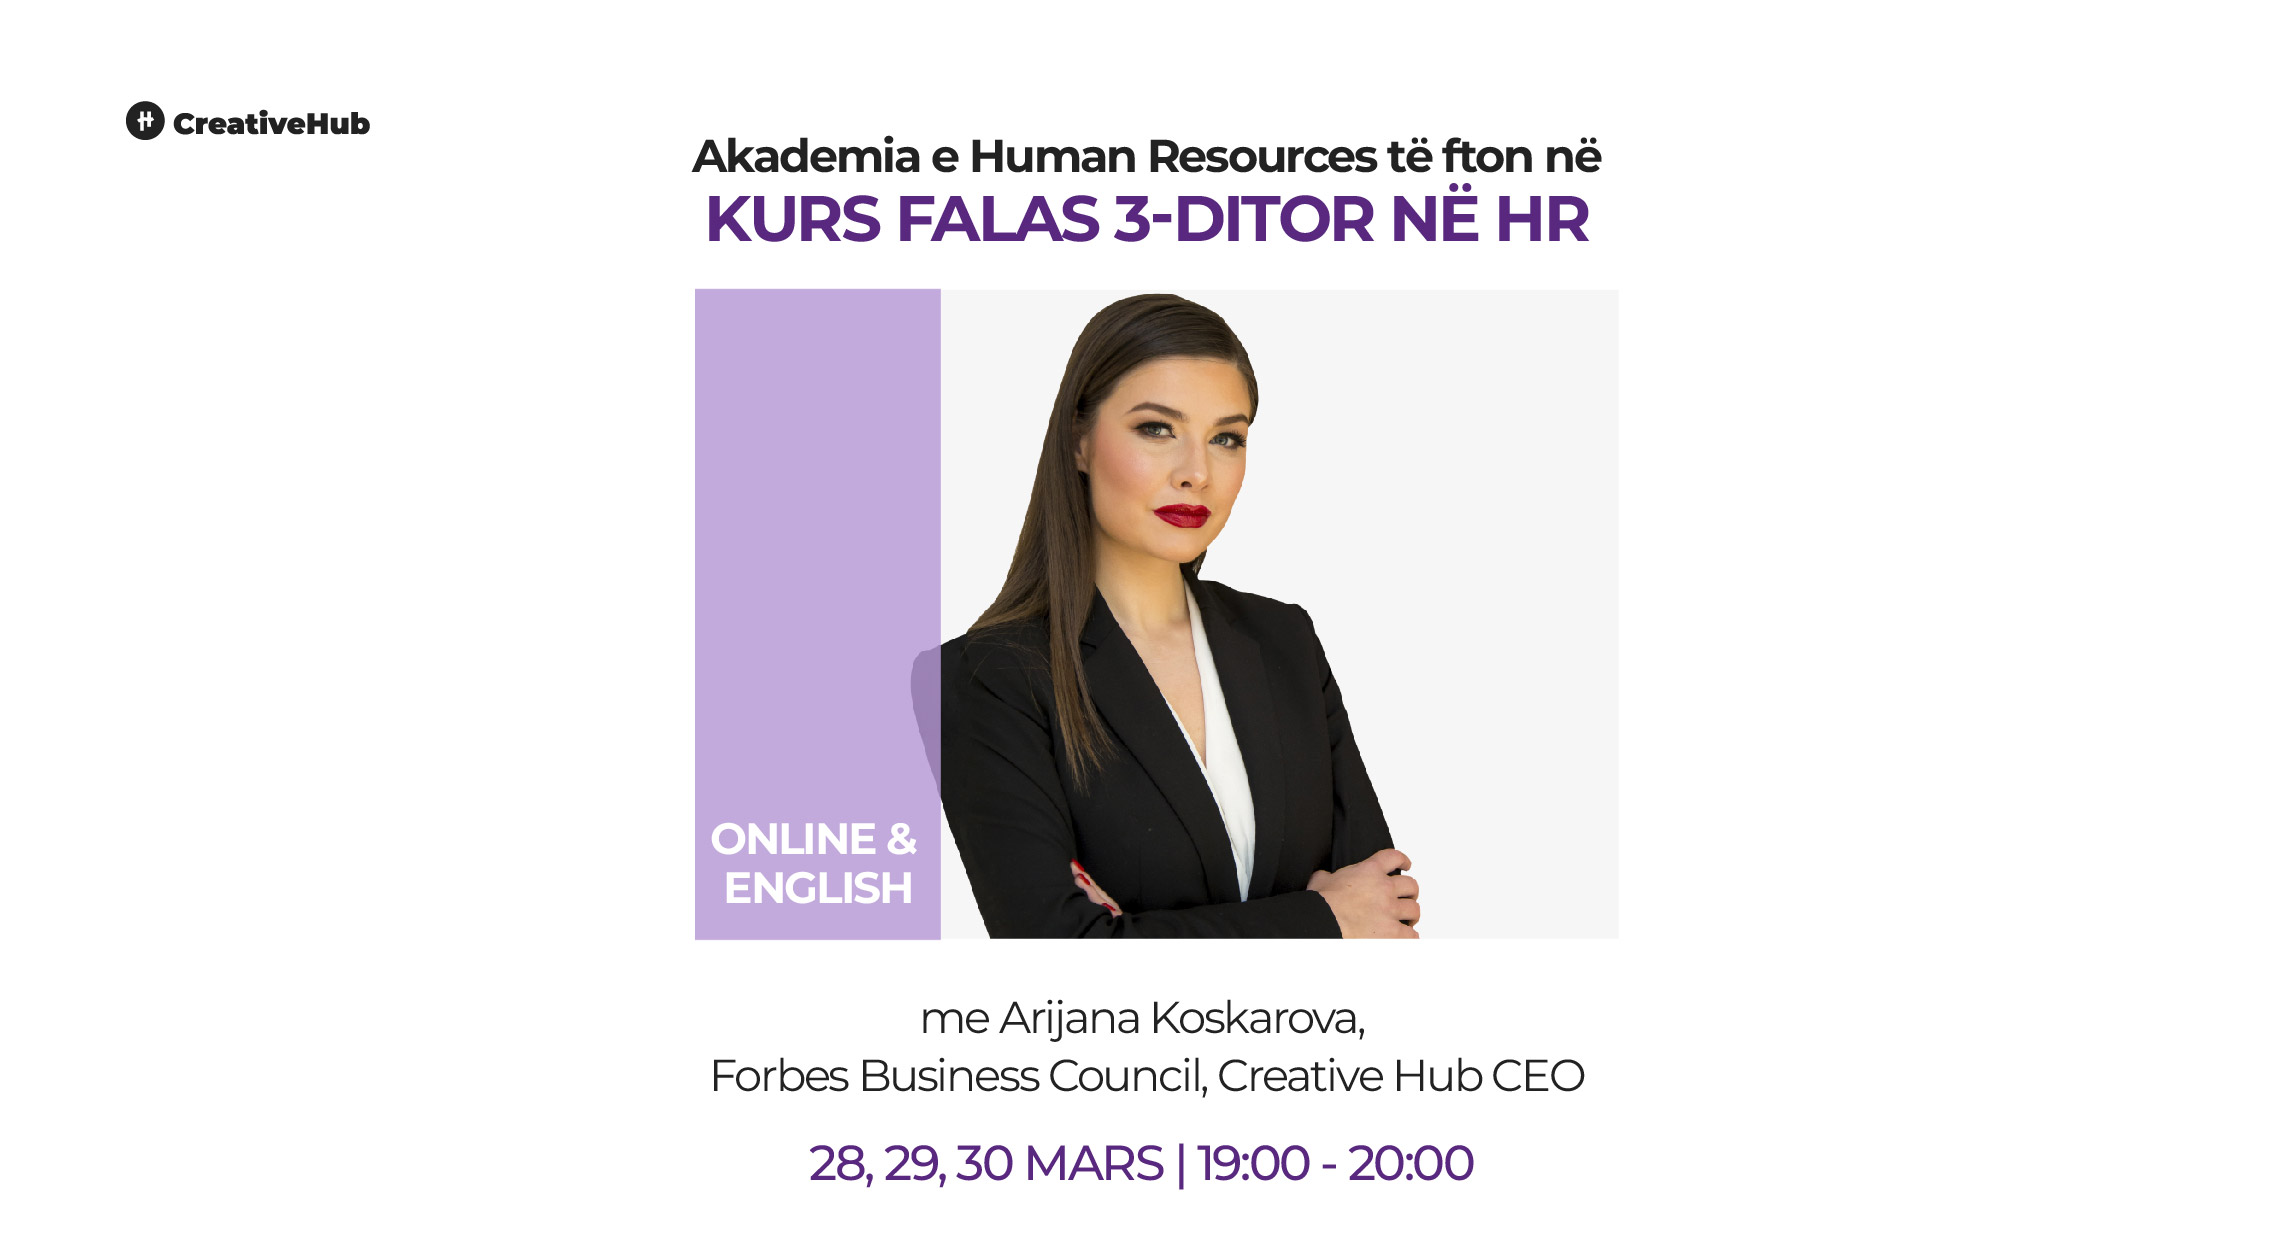 CreativeHub
Akademia e Human Resources të fton në
KURS FALAS 3-DITOR NË HR
ONLINE &
ENGLISH
me Arijana Koskarova,
Forbes Business Council, Creative Hub CEO
28, 29, 30 MARS | 19:00 - 20:00